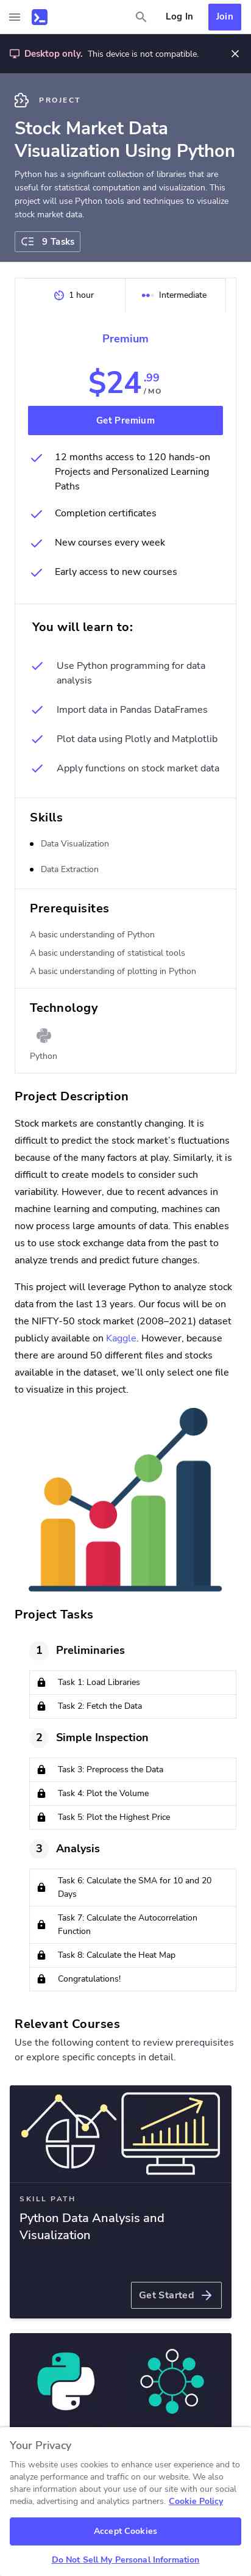 Log In
Join
Desktop only. This device is not compatible.
PROJECT
Stock Market Data
Visualization Using Python
Python has a significant collection of libraries that are
useful for statistical computation and visualization. This
project will use Python tools and techniques to visualize
stock market data.
9 Tasks
1 hour
Intermediate
Premium
$24.99
/ MO
Get Premium
12 months access to 120 hands-on
Projects and Personalized Learning
Paths
Completion certificates
New courses every week
Early access to new courses
You will learn to:
Use Python programming for data
analysis
Import data in Pandas DataFrames
Plot data using Plotly and Matplotlib
Apply functions on stock market data
Skills
Data Visualization
Data Extraction
Prerequisites
A basic understanding of Python
A basic understanding of statistical tools
A basic understanding of plotting in Python
Technology
Python
Project Description
Stock markets are constantly changing. It is
difficult to predict the stock market's fluctuations
because of the many factors at play. Similarly, it is
difficult to create models to consider such
variability. However, due to recent advances in
machine learning and computing, machines can
now process large amounts of data. This enables
us to use stock exchange data from the past to
analyze trends and predict future changes.
This project will leverage Python to analyze stock
data from the last 13 years. Our focus will be on
the NIFTY-50 stock market (2008–2021) dataset
publicly available on Kaggle. However, because
there are around 50 different files and stocks
available in the dataset, we'll only select one file
to visualize in this project.
Project Tasks
1 Preliminaries
Task 1: Load Libraries
Task 2: Fetch the Data
2 Simple Inspection
Task 3: Preprocess the Data
Task 4: Plot the Volume
Task 5: Plot the Highest Price
3 Analysis
Task 6: Calculate the SMA for 10 and 20
Days
Task 7: Calculate the Autocorrelation
Function
Task 8: Calculate the Heat Map
Congratulations!
Relevant Courses
Use the following content to review prerequisites
or explore specific concepts in detail.
SKILL PATH
Python Data Analysis and
Visualization
Get Started
Your Privacy
This website uses cookies to enhance user experience and to
analyze performance and traffic on our website. We also
share information about your use of our site with our social
media, advertising and analytics partners. Cookie Policy
Accept Cookies
Do Not Sell My Personal Information